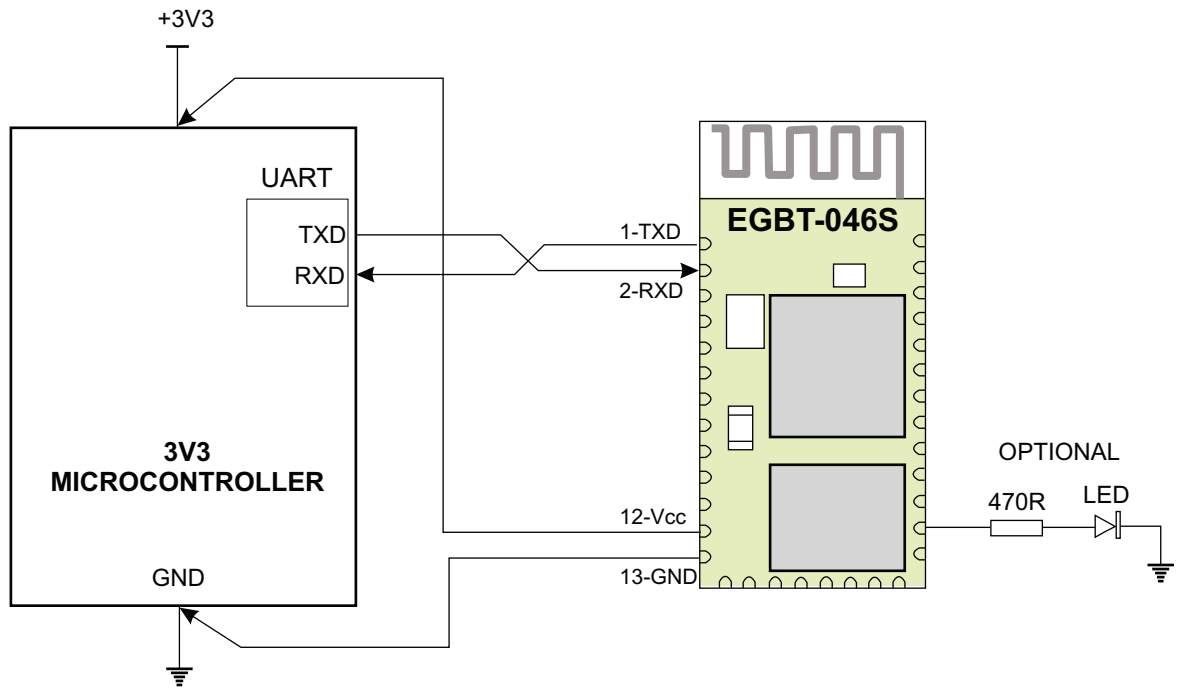 +3V3
UART
TXD
RXD
3V3
MICROCONTROLLER
GND
1-TXD
2-RXD
12-Vcc
13-GND
EGBT-046S
OPTIONAL
470R
LED